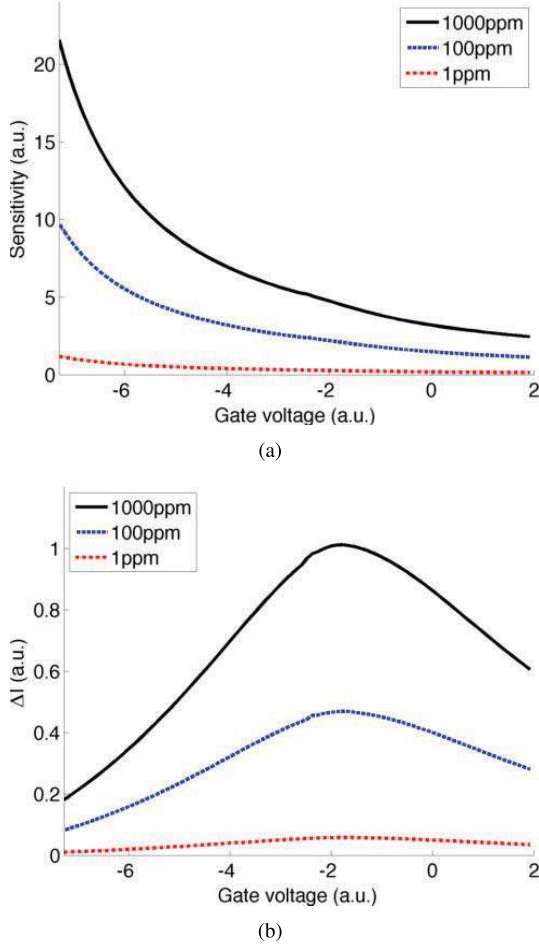 1000ppm
100ppm
1ppm
20
15
10
5
0
Sensitivity (a.u.)
-6
-4
-2
0
2
Gate voltage (a.u.)
(a)
1000ppm
100ppm
1ppm
1
0.8
0.6
0.4
0.2
0
ΔI (a.u.)
-6
-4
-2
0
2
Gate voltage (a.u.)
(b)